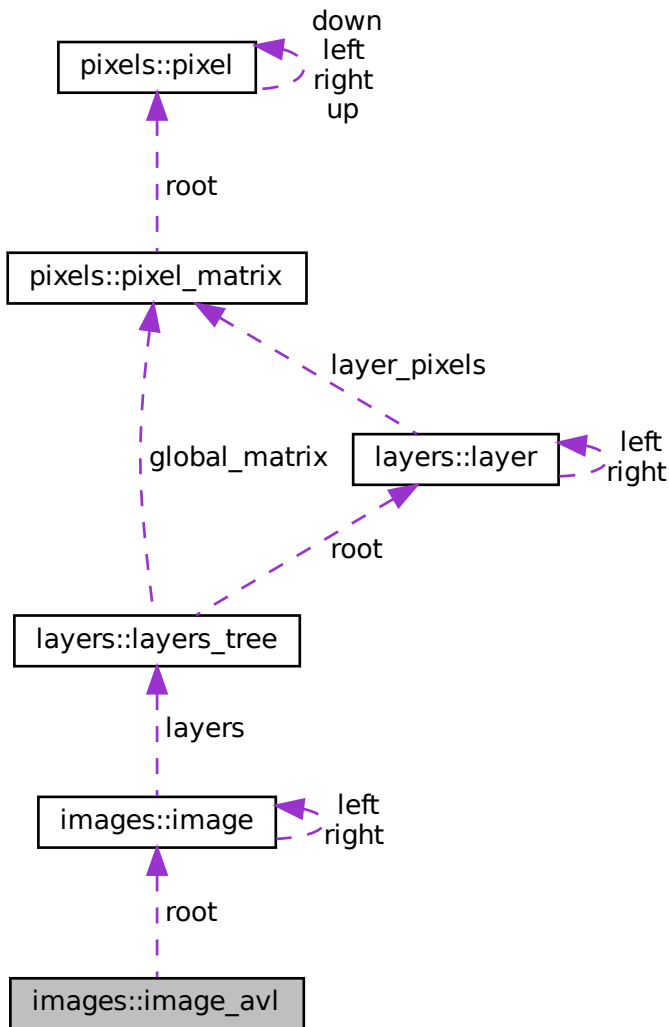 pixels::pixel
down
left
right
up
root
pixels::pixel_matrix
layer_pixels
global_matrix
layers::layer
left
right
root
layers::layers_tree
layers
images::image
left
right
root
images::image_avl